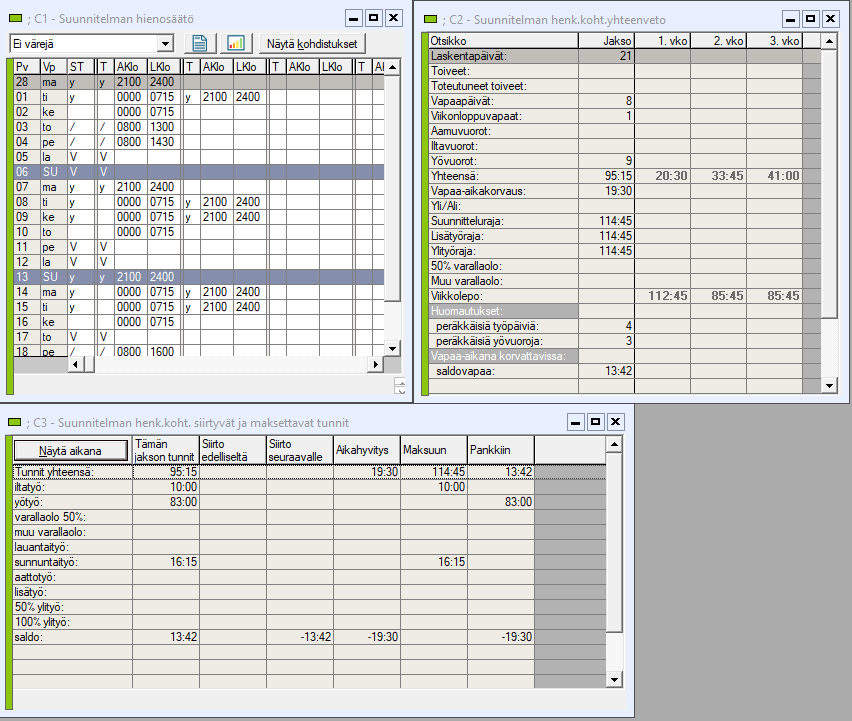 ; C1 - Suunnitelman hienosäätö
Ei värejä Näytä kohdistukset
Pv Vp ST T AKlo LKlo T AKlo LKlo T AKlo LKlo T
28 ma y y 2100 2400
01 ti y 0000 0715 y 2100 2400
02 ke 0000 0715
03 to / / 0800 1300
04 pe / / 0800 1430
05 la V V
06 SU V V
07 ma y y 2100 2400
08 ti y 0000 0715 y 2100 2400
09 ke y 0000 0715 y 2100 2400
10 to 0000 0715
11 pe V V
12 la V V
13 SU y y 2100 2400
14 ma y 0000 0715 y 2100 2400
15 ti y 0000 0715 y 2100 2400
16 ke 0000 0715
17 to V V
18 pe / / 0800 1600
; C2 - Suunnitelman henk.koht.yhteenveto
Otsikko Jakso 1. vko 2. vko 3. vko
Laskentapäivät: 21
Toiveet:
Toteutuneet toiveet:
Vapaapäivät: 8
Viikonloppuvapaat: 1
Aamuvuorot:
Iltavuorot:
Yövuorot: 9
Yhteensä: 95:15 20:30 33:45 41:00
Vapaa-aikakorvaus: 19:30
Yli/Ali:
Suunnitteluraja: 114:45
Lisätyöraja: 114:45
Ylityöraja: 114:45
50% varallaolo:
Muu varallaolo:
Viikkolepo: 112:45 85:45 85:45
Huomautukset:
peräkkäisiä työpäiviä: 4
peräkkäisiä yövuoroja: 3
Vapaa-aikana korvattavissa:
saldovapaa: 13:42
; C3 - Suunnitelman henk.koht. siirtyvät ja maksettavat tunnit
Näytä aikana Tämän jakson tunnit Siirto edelliseltä Siirto seuraavalle Aikahyvitys Maksuun Pankkiin
Tunnit yhteensä: 95:15 19:30 114:45 13:42
iltatyö: 10:00 10:00
yötyö: 83:00 83:00
varallaolo 50%:
muu varallaolo:
lauantaityö:
sunnuntaityö: 16:15 16:15
aattotyö:
lisätyö:
50% ylityö:
100% ylityö:
saldo: 13:42 -13:42 -19:30 -19:30